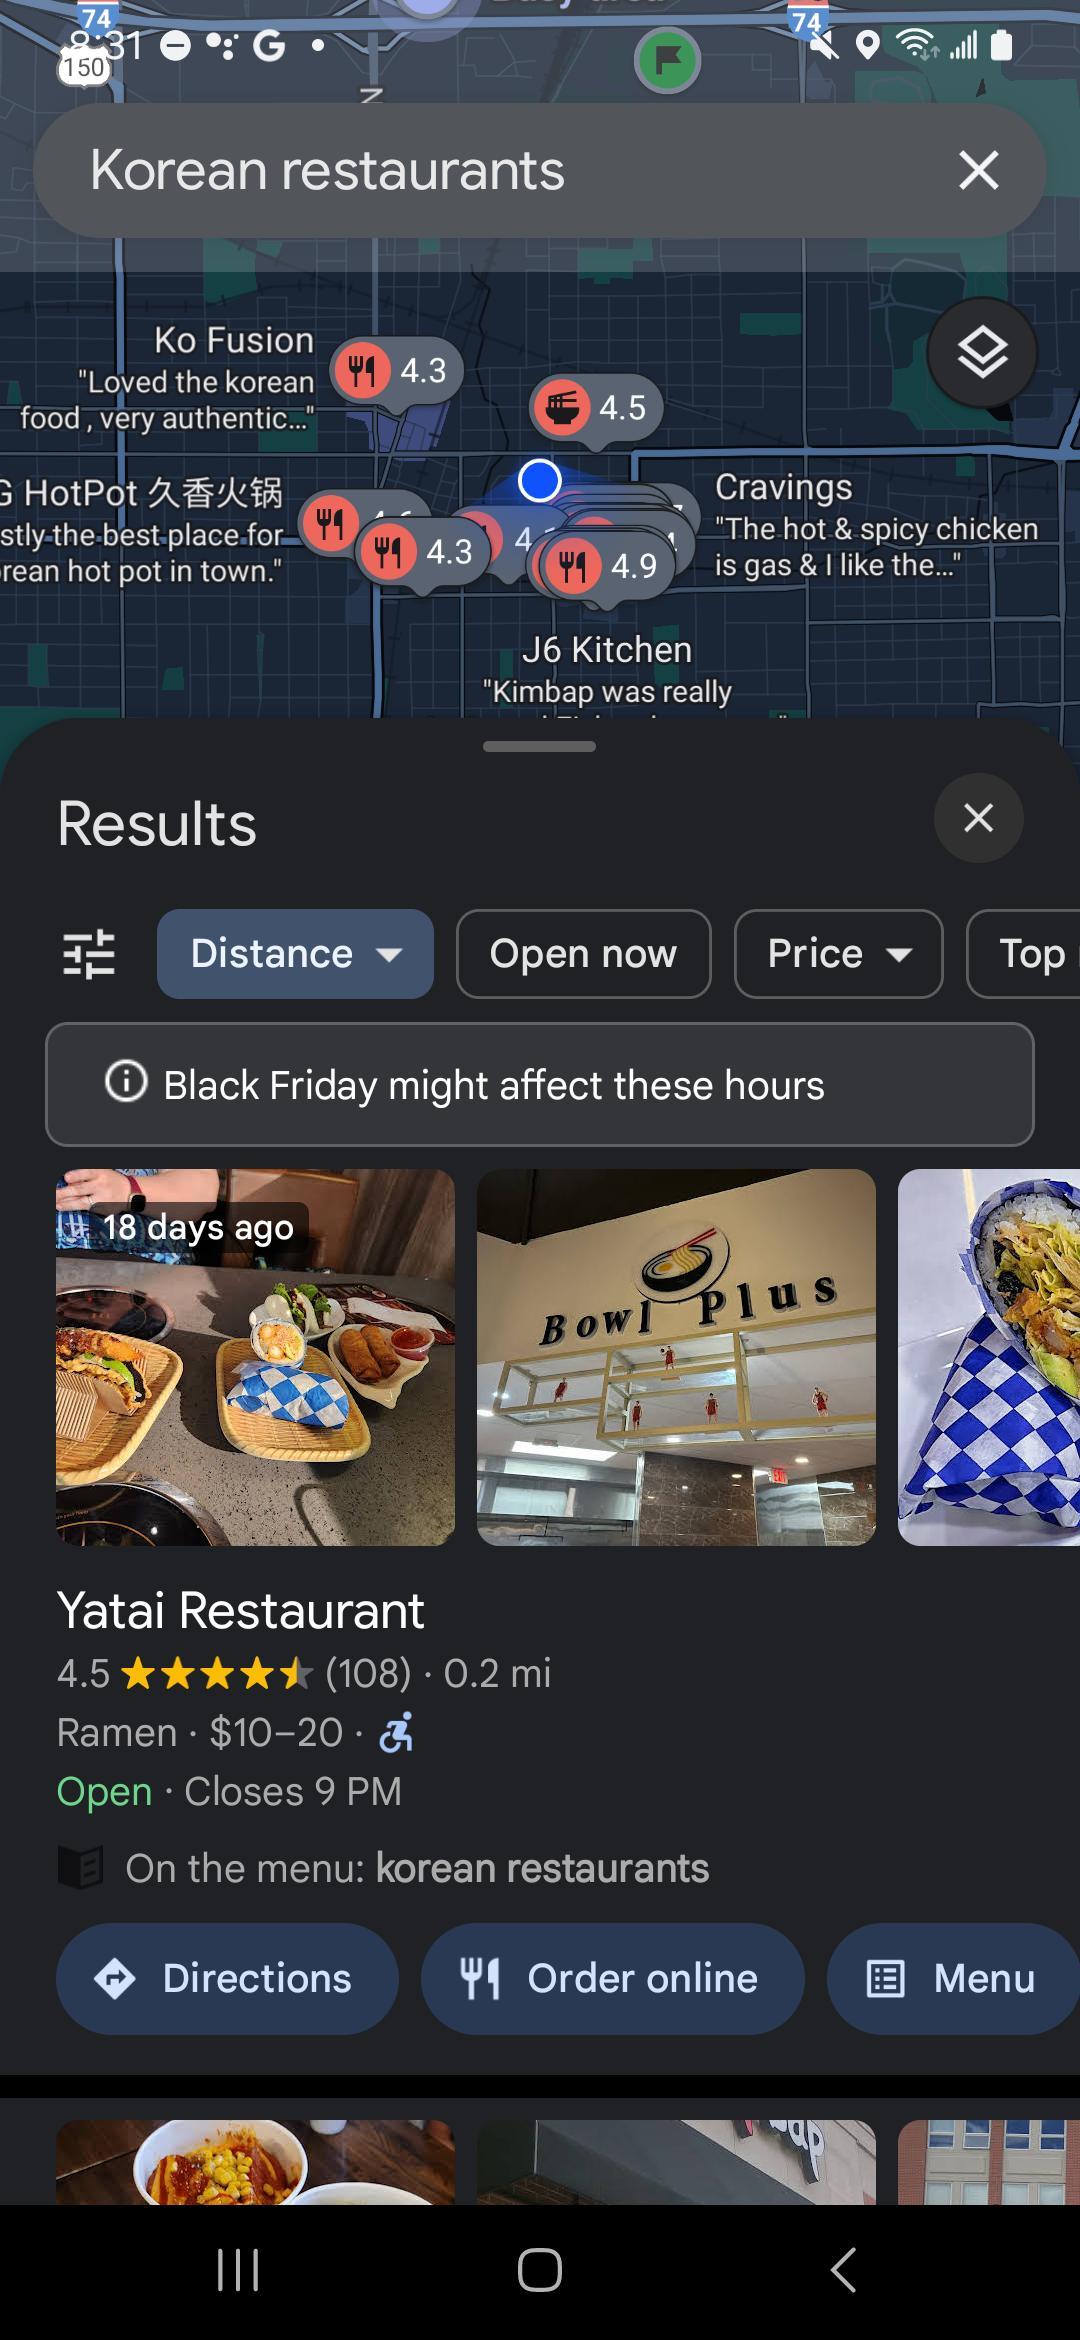 74
Busy area
74
8:31
150
Korean restaurants
Ko Fusion
"Loved the korean
food , very authentic..."
4.3
4.5
G HotPot 久香火锅
stly the best place for
rean hot pot in town."
4.3
4.9
Cravings
"The hot & spicy chicken
is gas & I like the..."
J6 Kitchen
"Kimbap was really
Results
Distance
Open now
Price
Top
Black Friday might affect these hours
18 days ago
Bowl Plus
EXIT
Yatai Restaurant
4.5 (108) · 0.2 mi
Ramen · $10–20 ·
Open · Closes 9 PM
On the menu: korean restaurants
Directions
Order online
Menu